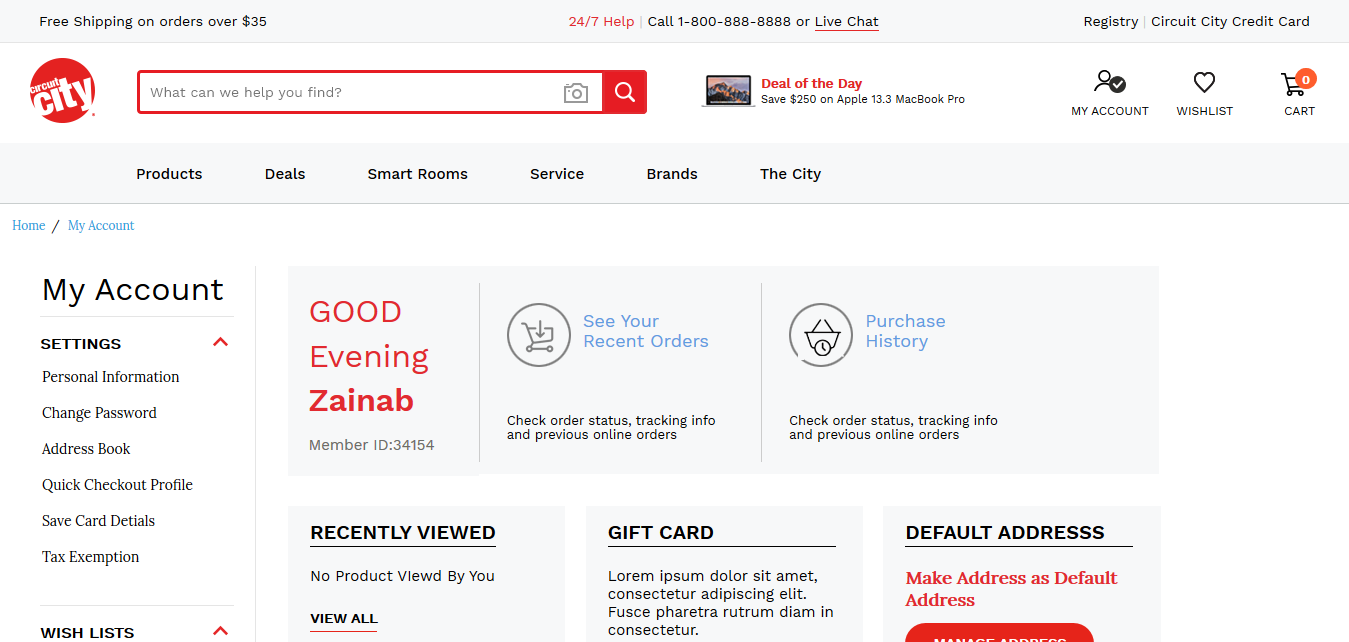 Free Shipping on orders over $35
24/7 Help | Call 1-800-888-8888 or Live Chat
Registry | Circuit City Credit Card
circuit city
What can we help you find?
Deal of the Day
Save $250 on Apple 13.3 MacBook Pro
MY ACCOUNT
WISHLIST
0
CART
Products
Deals
Smart Rooms
Service
Brands
The City
Home / My Account
My Account
SETTINGS
Personal Information
Change Password
Address Book
Quick Checkout Profile
Save Card Detials
Tax Exemption
WISH LISTS
GOOD
Evening
Zainab
Member ID:34154
See Your
Recent Orders
Check order status, tracking info
and previous online orders
Purchase
History
Check order status, tracking info
and previous online orders
RECENTLY VIEWED
No Product VIewd By You
VIEW ALL
GIFT CARD
Lorem ipsum dolor sit amet,
consectetur adipiscing elit.
Fusce pharetra rutrum diam in
consectetur.
DEFAULT ADDRESSS
Make Address as Default
Address
MANAGE ADDRESS